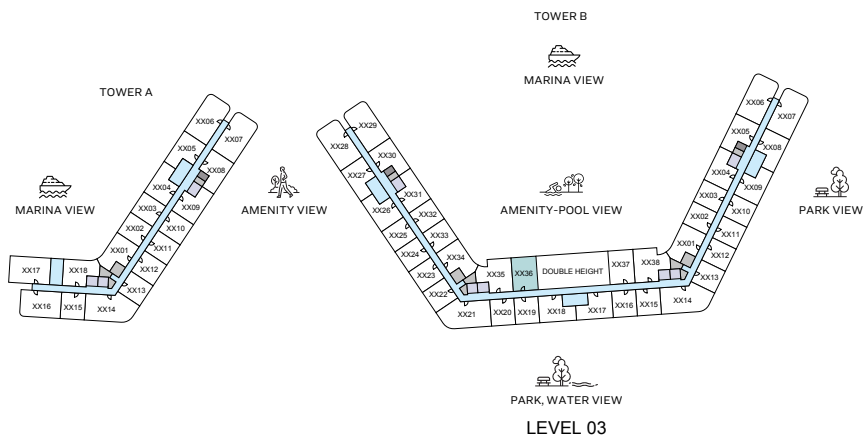 TOWER B
MARINA VIEW
TOWER A
MARINA VIEW
AMENITY VIEW
AMENITY-POOL VIEW
PARK VIEW
XX06
XX07
XX05
XX08
XX04
XX09
XX03
XX10
XX02
XX11
XX01
XX12
XX17
XX18
XX13
XX16
XX15
XX14
XX29
XX28
XX30
XX27
XX31
XX26
XX32
XX25
XX33
XX24
XX34
XX23
XX22
XX21
XX35
XX36
DOUBLE HEIGHT
XX37
XX38
XX20
XX19
XX18
XX17
XX16
XX15
XX14
XX06
XX07
XX05
XX08
XX04
XX09
XX03
XX10
XX02
XX11
XX01
XX12
XX13
PARK, WATER VIEW
LEVEL 03